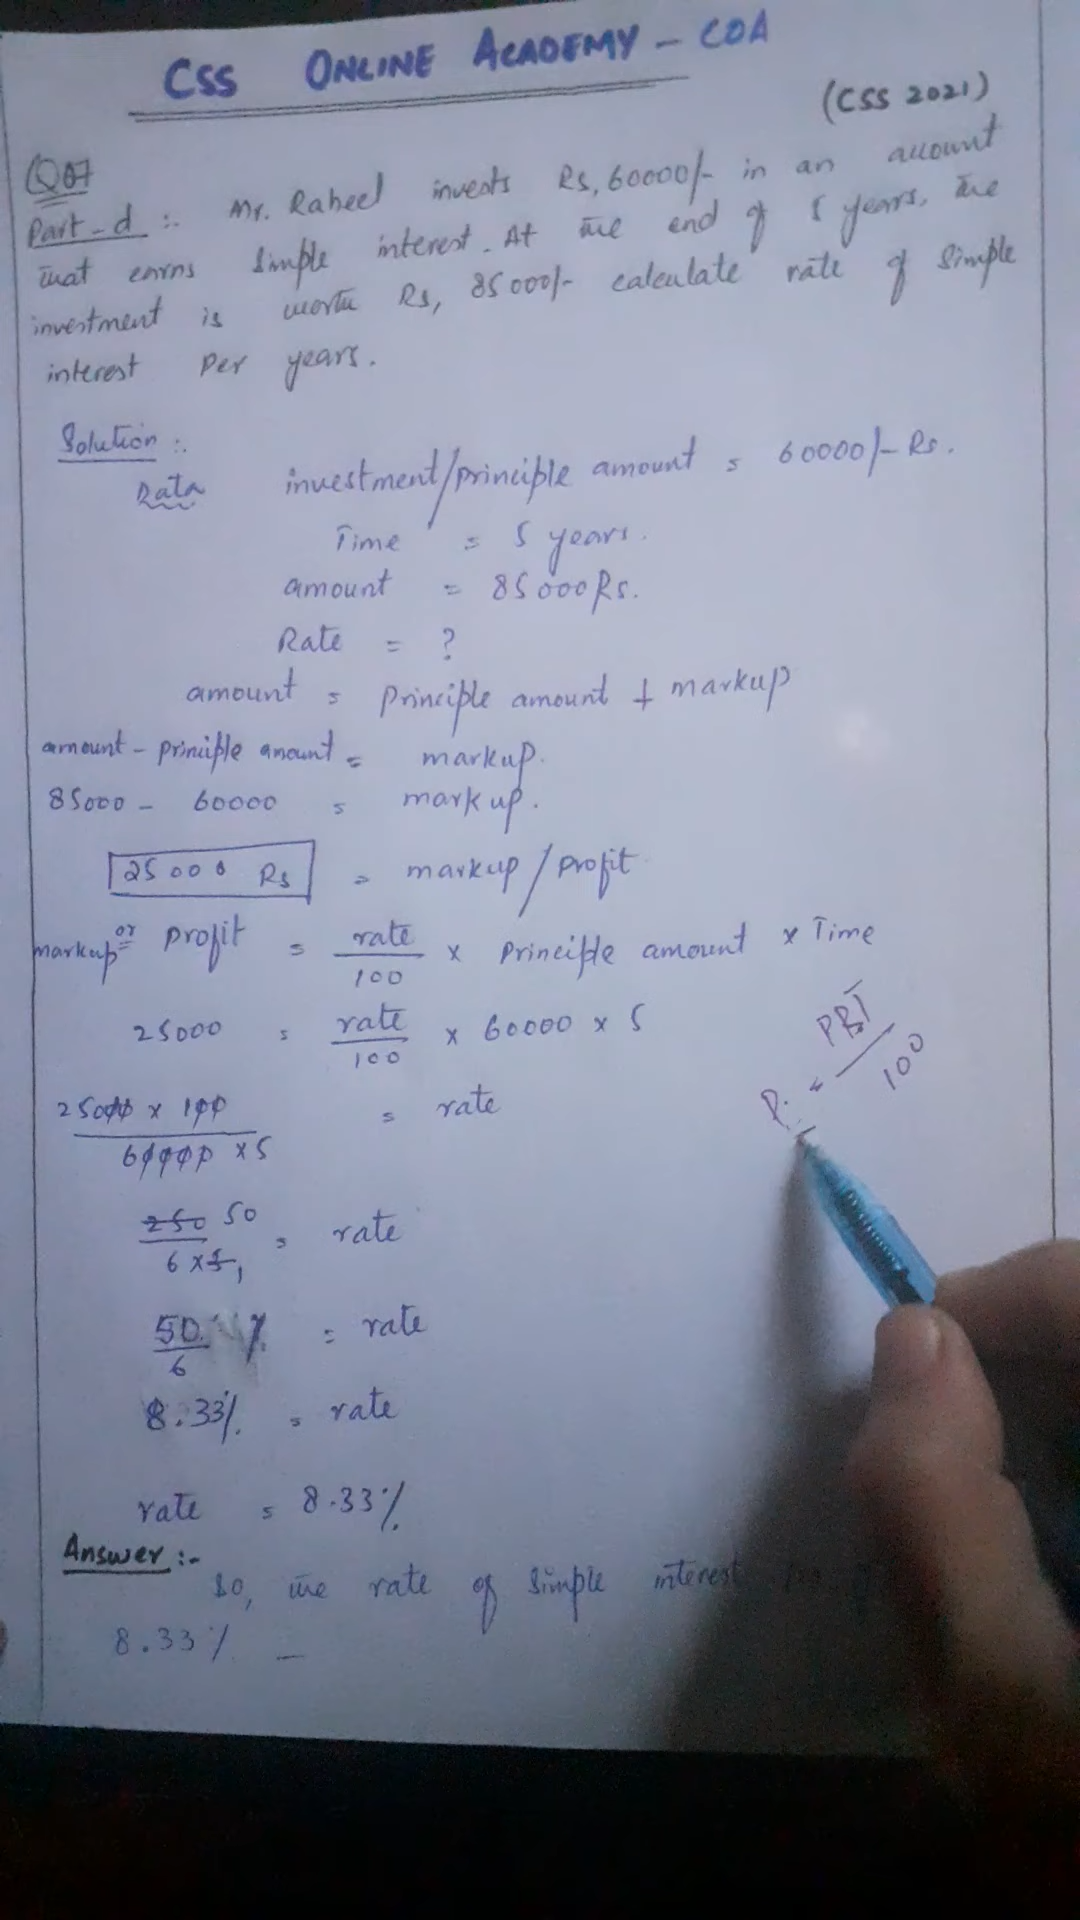 CSS ONLINE ACADEMY - COA
(CSS 2021)
Q07
Part-d :- Mr. Raheel invests Rs, 60000/- in an account
that earns simple interest. At the end of 5 years, the
investment is worth Rs, 85000/- calculate rate of simple
interest Per years.
Solution :-
Data investment/principle amount = 60000/- Rs.
Time = 5 years.
amount = 85000Rs.
Rate = ?
amount = principle amount + markup
amount - principle amount = markup.
85000 - 60000 = markup.
25000 Rs = markup/Profit
markup or profit = rate/100 x Principle amount x Time
25000 = rate/100 x 60000 x 5
25000 x 100 / 60000 x 5 = rate
P. = PRT/100
250 50 / 6 x 5 1 = rate
50/6 % = rate
8.33% = rate
rate = 8.33%
Answer :-
So, the rate of simple interest
8.33%